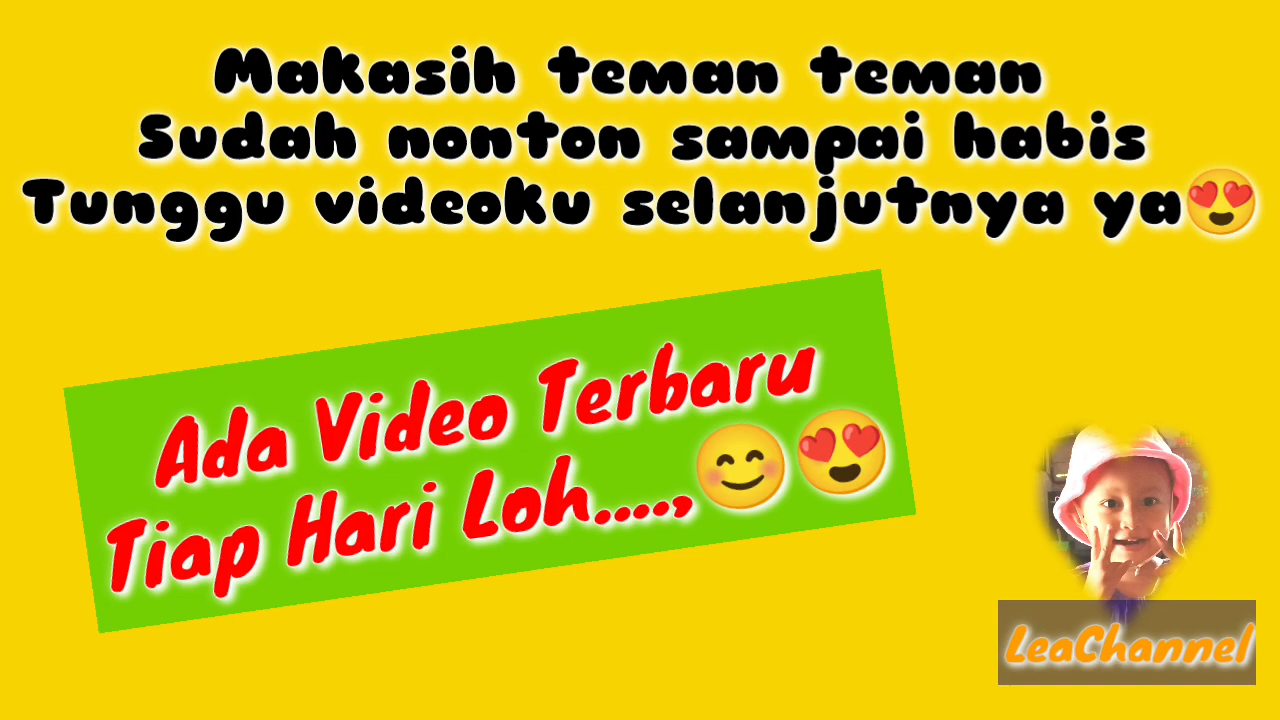 Makasih teman teman
Sudah nonton sampai habis
Tunggu videoku selanjutnya ya😍
Ada Video Terbaru
Tiap Hari Loh....,😊😍
LeaChannel